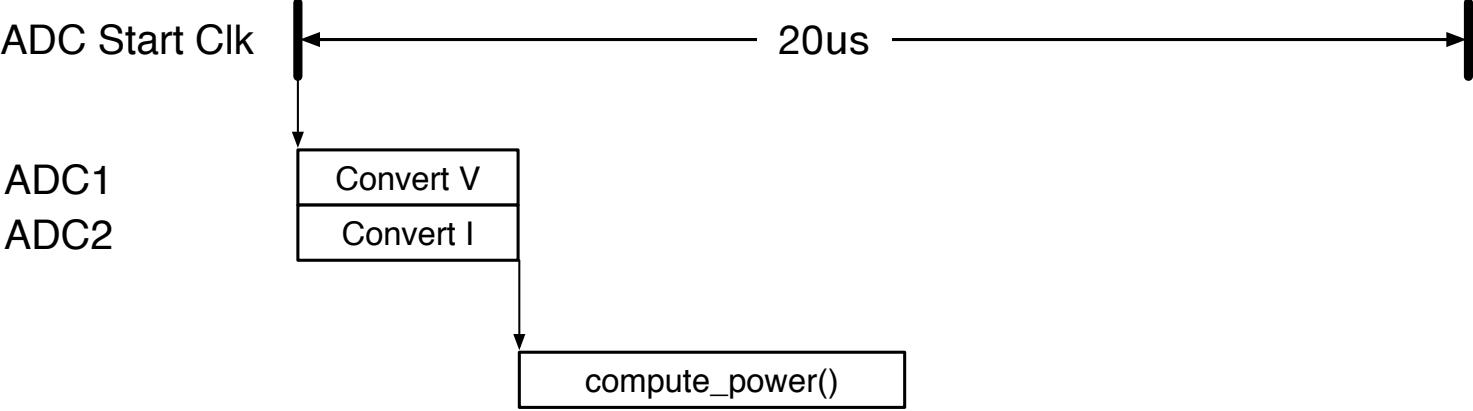 ADC Start Clk
20us
ADC1
Convert V
ADC2
Convert I
compute_power()